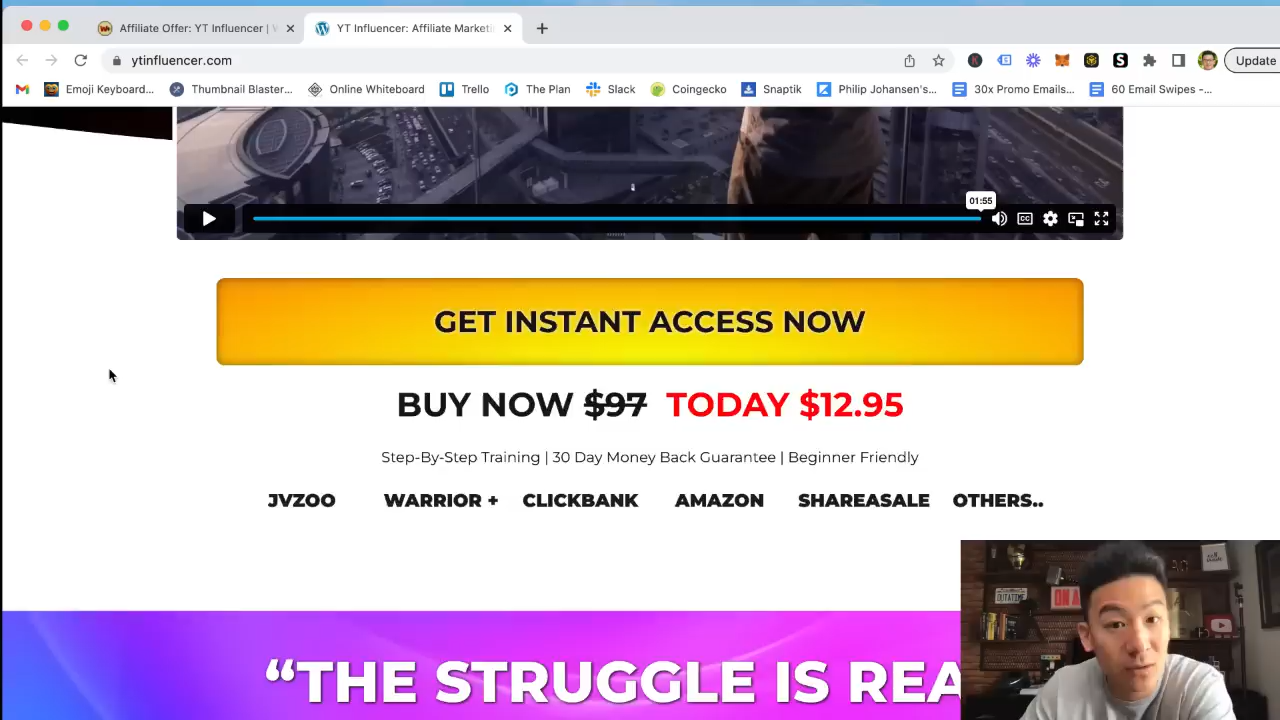 Affiliate Offer: YT Influencer | W
YT Influencer: Affiliate Marketi
ytinfluencer.com
Update
Emoji Keyboard...
Thumbnail Blaster...
Online Whiteboard
Trello
The Plan
Slack
Coingecko
Snaptik
Philip Johansen's...
30x Promo Emails...
60 Email Swipes -...
01:55
CC
GET INSTANT ACCESS NOW
BUY NOW $97 TODAY $12.95
Step-By-Step Training | 30 Day Money Back Guarantee | Beginner Friendly
JVZOO WARRIOR + CLICKBANK AMAZON SHAREASALE OTHERS..
ON A
“THE STRUGGLE IS REA